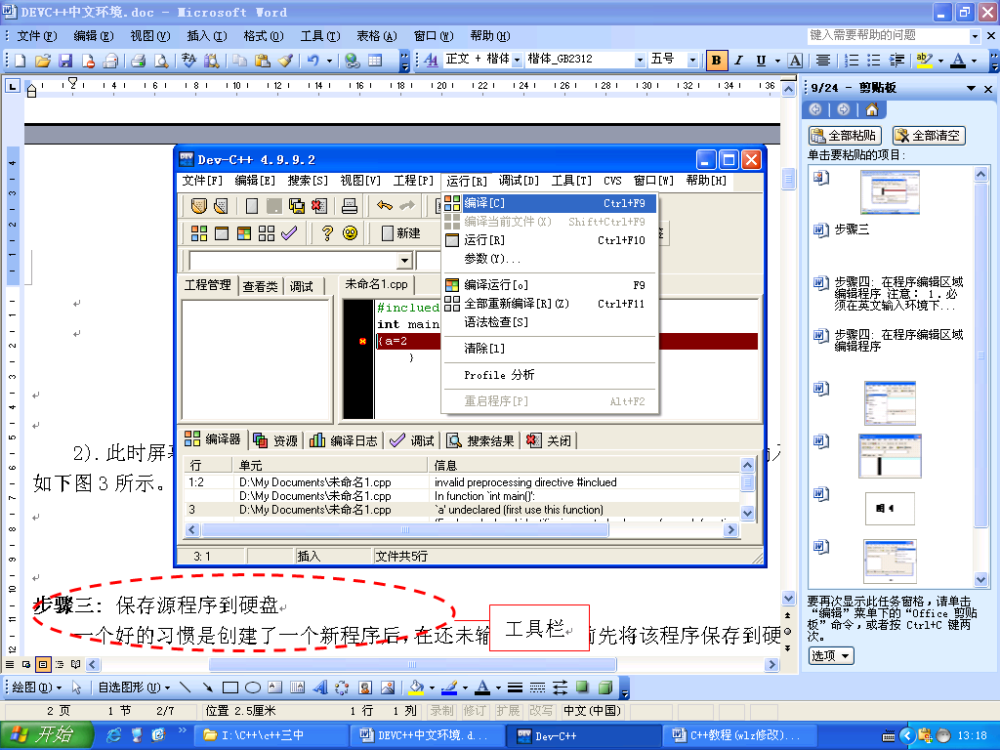 DEVC++中文环境.doc - Microsoft Word
文件(F) 编辑(E) 视图(V) 插入(I) 格式(O) 工具(T) 表格(A) 窗口(W) 帮助(H) 键入需要帮助的问题
正文 + 楷体 楷体_GB2312 五号 B I U A
9/24 - 剪贴板
全部粘贴 全部清空
单击要粘贴的项目:
步骤三
步骤四: 在程序编辑区域
编辑程序 注意: 1.必
须在英文输入环境下...
步骤四: 在程序编辑区域
编辑程序
图 4
要再次显示此任务窗格,请单击
“编辑”菜单下的“Office 剪贴
板”命令,或者按 Ctrl+C 键两
次。
选项
Dev-C++ 4.9.9.2
文件[F] 编辑[E] 搜索[S] 视图[V] 工程[P] 运行[R] 调试[D] 工具[T] CVS 窗口[W] 帮助[H]
新建
编译[C] Ctrl+F9
编译当前文件(X) Shift+Ctrl+F9
运行[R] Ctrl+F10
参数(Y)...
编译运行[o] F9
全部重新编译[R](Z) Ctrl+F11
语法检查[S]
清除[l]
Profile 分析
重启程序[P] Alt+F2
工程管理 查看类 调试 未命名1.cpp
#inclued
int main
{a=2
}
编译器 资源 编译日志 调试 搜索结果 关闭
行 单元 信息
1:2 D:\My Documents\未命名1.cpp invalid preprocessing directive #inclued
D:\My Documents\未命名1.cpp In function `int main()':
3 D:\My Documents\未命名1.cpp `a' undeclared (first use this function)
3: 1 插入 文件共5行
2).此时屏
如下图3所示。
步骤三: 保存源程序到硬盘
一个好的习惯是创建了一个新程序后,在还未输 前先将该程序保存到硬
工具栏
绘图(D) 自选图形(U)
2 页 1 节 2/7 位置 2.5厘米 1 行 1 列 录制 修订 扩展 改写 中文(中国)
开始 I:\C++\c++三中 DEVC++中文环境.d... Dev-C++ C++教程(wlz修改)... 13:18